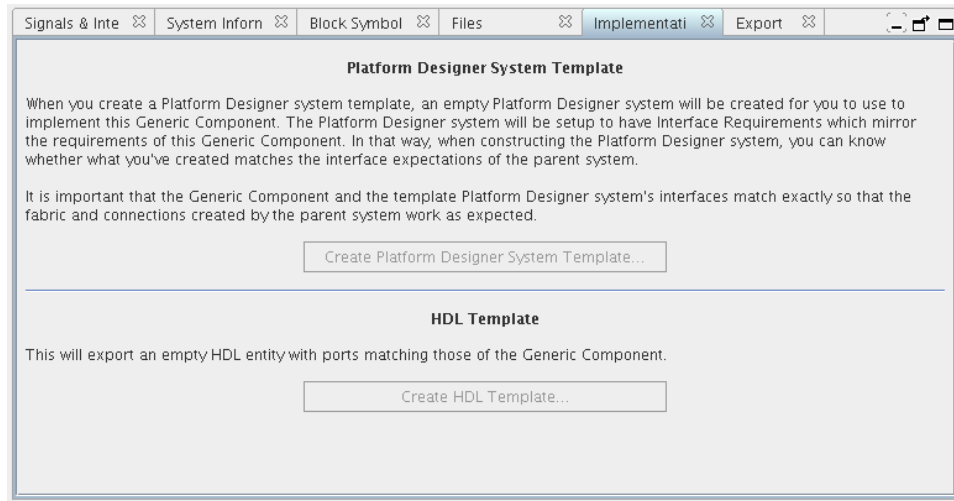 Signals & Inte System Inforn Block Symbol Files Implementati Export
Platform Designer System Template
When you create a Platform Designer system template, an empty Platform Designer system will be created for you to use to
implement this Generic Component. The Platform Designer system will be setup to have Interface Requirements which mirror
the requirements of this Generic Component. In that way, when constructing the Platform Designer system, you can know
whether what you've created matches the interface expectations of the parent system.
It is important that the Generic Component and the template Platform Designer system's interfaces match exactly so that the
fabric and connections created by the parent system work as expected.
Create Platform Designer System Template...
HDL Template
This will export an empty HDL entity with ports matching those of the Generic Component.
Create HDL Template...